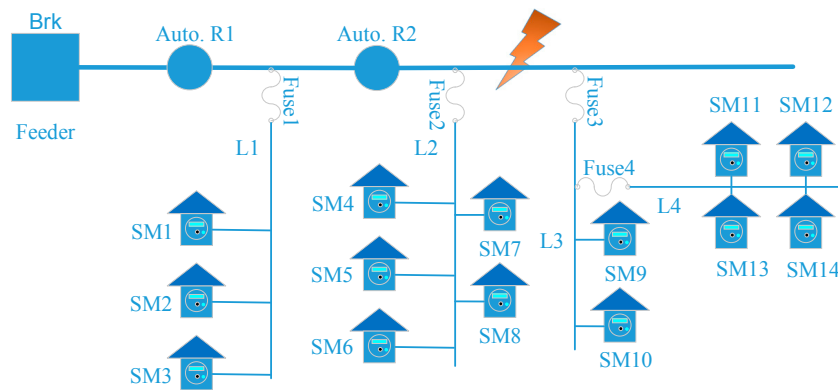 Brk
Auto. R1
Auto. R2
Feeder
Fuse1
Fuse2
Fuse3
SM11
SM12
L1
L2
Fuse4
L4
SM4
SM1
SM7
L3
SM9
SM13
SM14
SM5
SM2
SM8
SM6
SM10
SM3